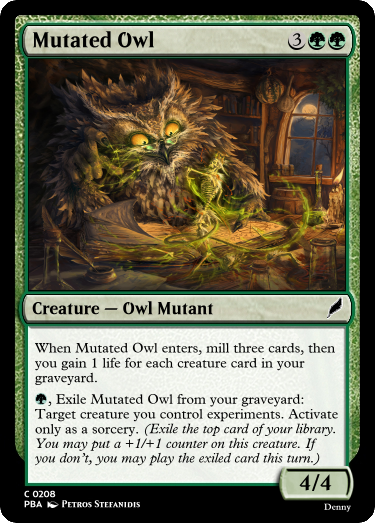 Mutated Owl 3
Creature — Owl Mutant
When Mutated Owl enters, mill three cards, then
you gain 1 life for each creature card in your
graveyard.
, Exile Mutated Owl from your graveyard:
Target creature you control experiments. Activate
only as a sorcery. (Exile the top card of your library.
You may put a +1/+1 counter on this creature. If
you don't, you may play the exiled card this turn.)
4/4
C 0208
PBA Petros Stefanidis
Denny